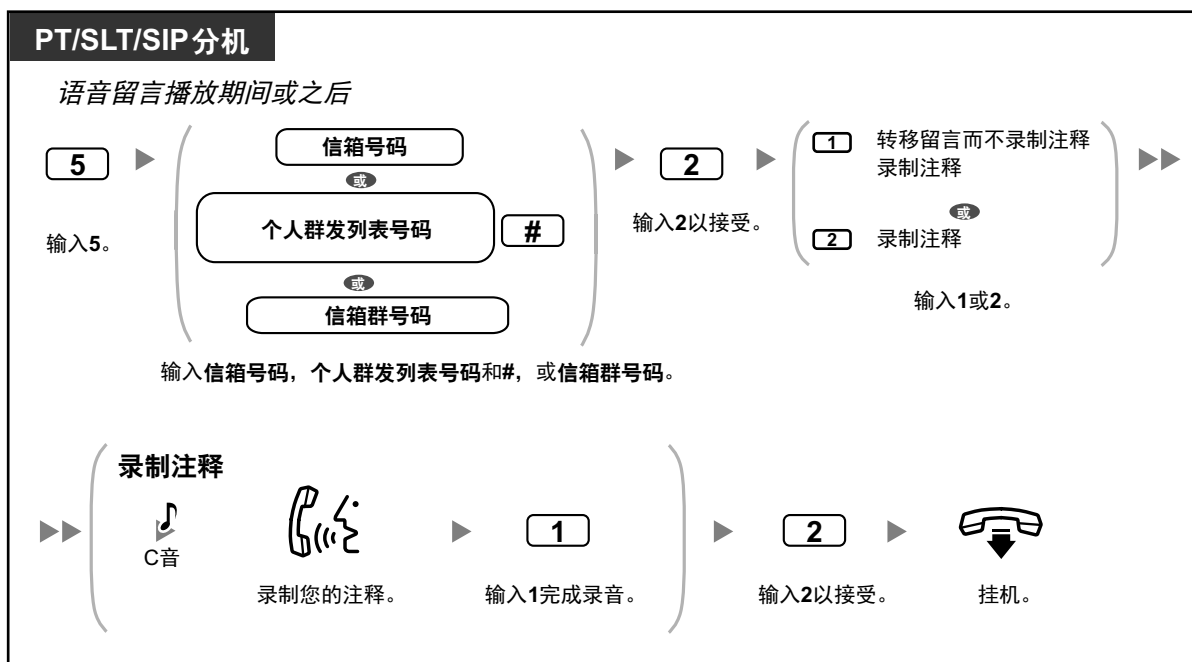 PT/SLT/SIP分机
语音留言播放期间或之后
5
输入5。
信箱号码
或
个人群发列表号码
#
或
信箱群号码
输入信箱号码，个人群发列表号码和#，或信箱群号码。
2
输入2以接受。
1 转移留言而不录制注释
录制注释
或
2 录制注释
输入1或2。
录制注释
C音
录制您的注释。
1
输入1完成录音。
2
输入2以接受。
挂机。